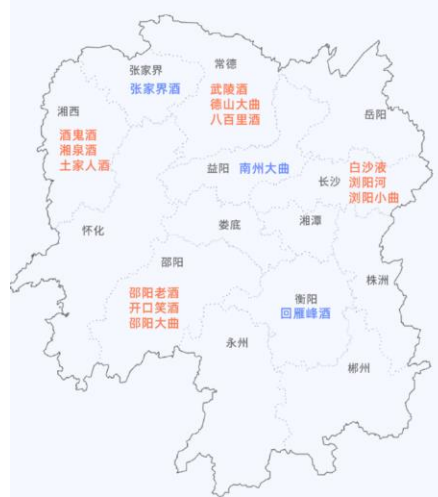 常德
张家界
张家界酒
武陵酒
德山大曲
八百里酒
湘西
酒鬼酒
湘泉酒
土家人酒
岳阳
益阳
南州大曲
长沙
白沙液
浏阳河
浏阳小曲
怀化
娄底
湘潭
邵阳
邵阳老酒
开口笑酒
邵阳大曲
株洲
衡阳
回雁峰酒
永州
郴州